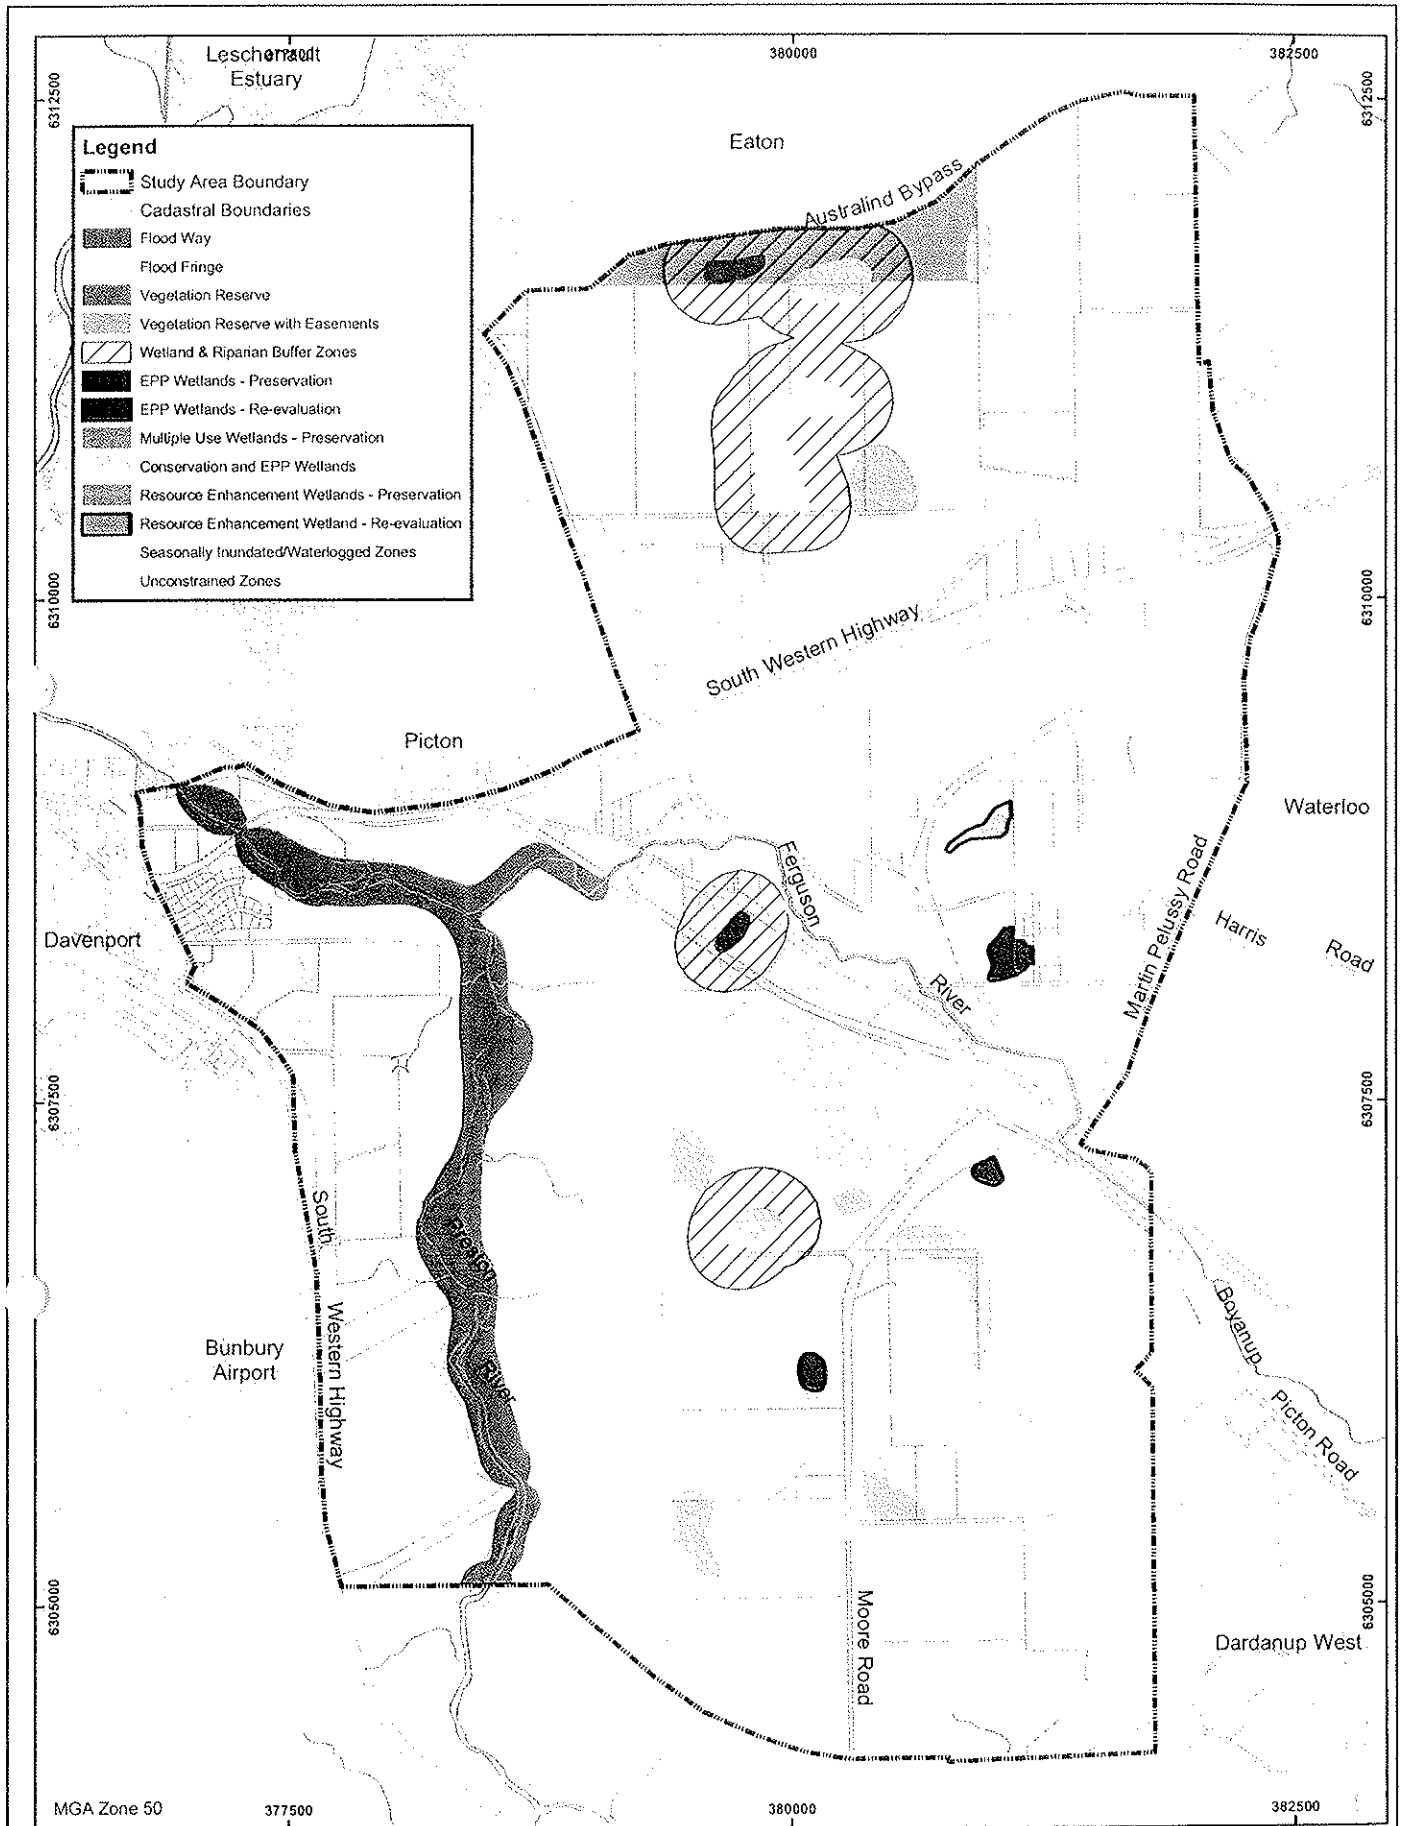 Leschenault
377500
Estuary
380000
382500
6312500
6312500
Eaton
Legend
Study Area Boundary
Cadastral Boundaries
Flood Way
Flood Fringe
Vegetation Reserve
Vegetation Reserve with Easements
Wetland & Riparian Buffer Zones
EPP Wetlands - Preservation
EPP Wetlands - Re-evaluation
Multiple Use Wetlands - Preservation
Conservation and EPP Wetlands
Resource Enhancement Wetlands - Preservation
Resource Enhancement Wetland - Re-evaluation
Seasonally Inundated/Waterlogged Zones
Unconstrained Zones
Australind Bypass
6310000
6310000
South Western Highway
Picton
Waterloo
Ferguson
River
Martin Pelussy Road
Harris
Road
Davenport
6307500
6307500
South
Western Highway
Preston
River
Bunbury
Airport
Boyanup
Picton Road
6305000
6305000
Moore Road
Dardanup West
MGA Zone 50
377500
380000
382500